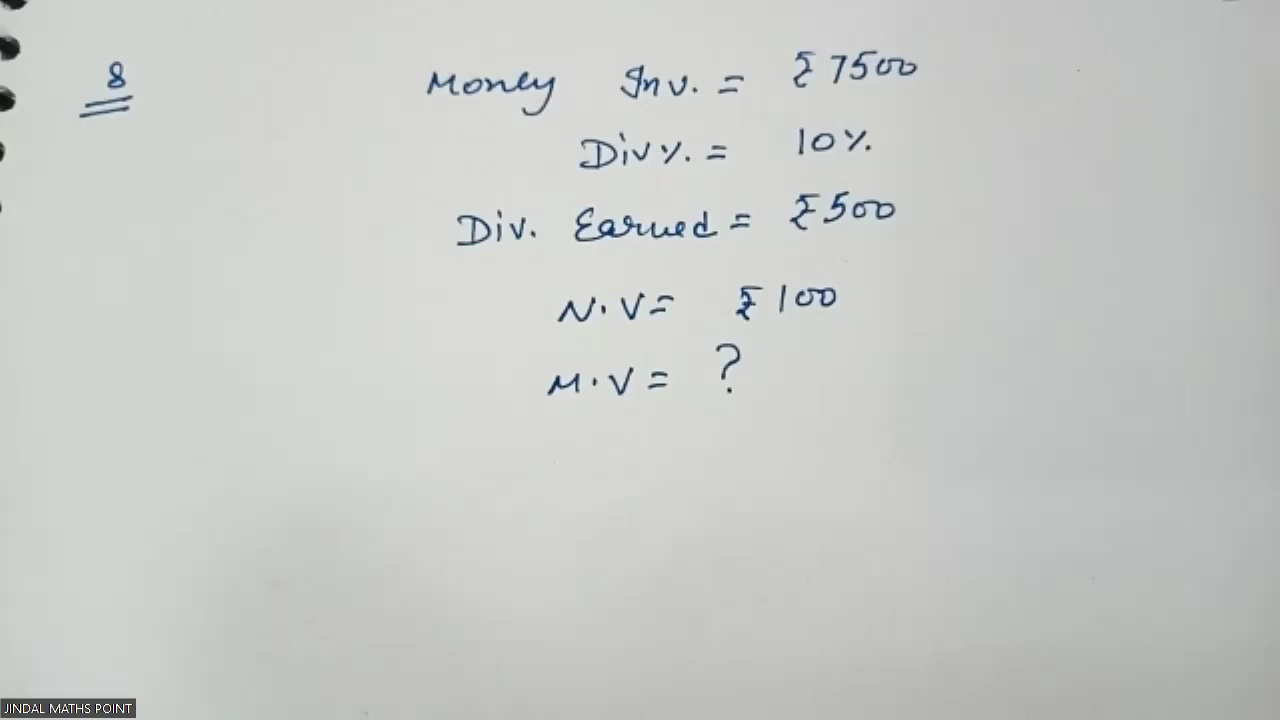 8
Money Inv. = ₹7500
Div%. = 10%.
Div. Earned = ₹500
N.V = ₹100
M.V = ?
JINDAL MATHS POINT